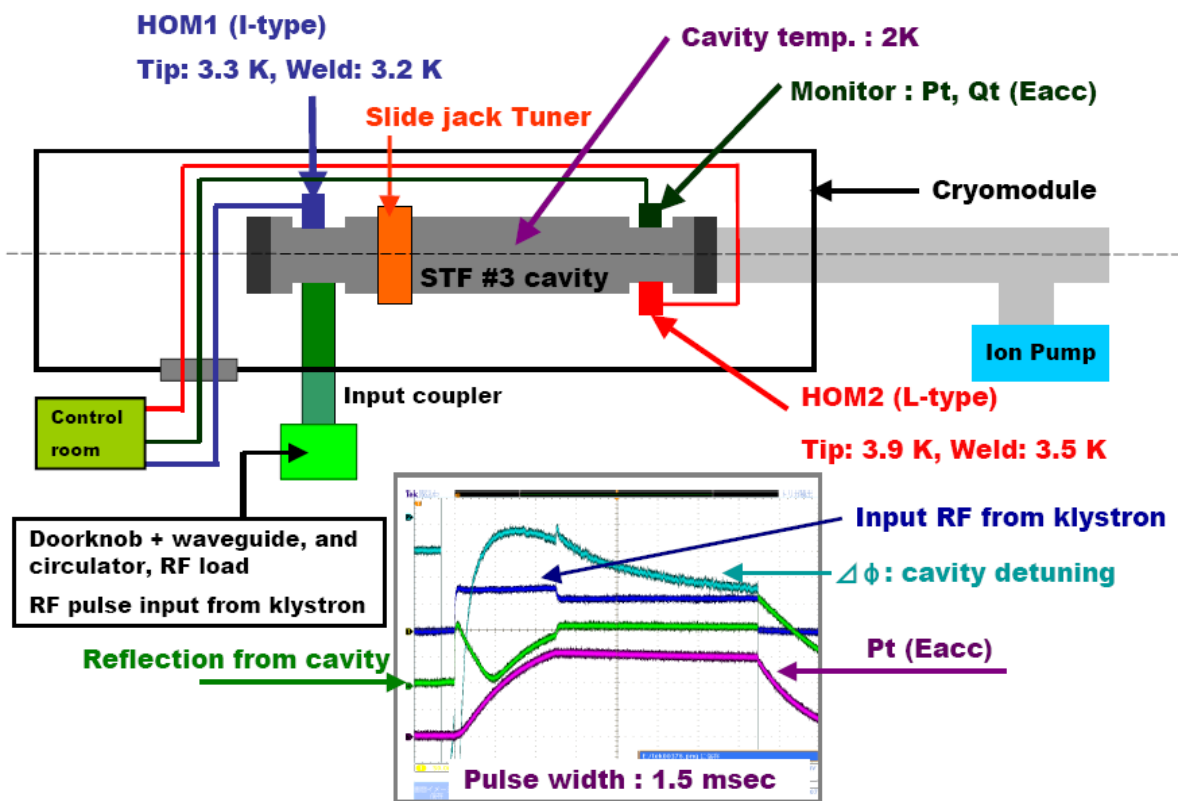 HOM1 (I-type)
Tip: 3.3 K, Weld: 3.2 K
Cavity temp. : 2K
Monitor : Pt, Qt (Eacc)
Slide jack Tuner
Cryomodule
STF #3 cavity
Ion Pump
Input coupler
Control
room
HOM2 (L-type)
Tip: 3.9 K, Weld: 3.5 K
Doorknob + waveguide, and
circulator, RF load
RF pulse input from klystron
Tek
Input RF from klystron
⊿ϕ: cavity detuning
Reflection from cavity
Pt (Eacc)
Pulse width : 1.5 msec